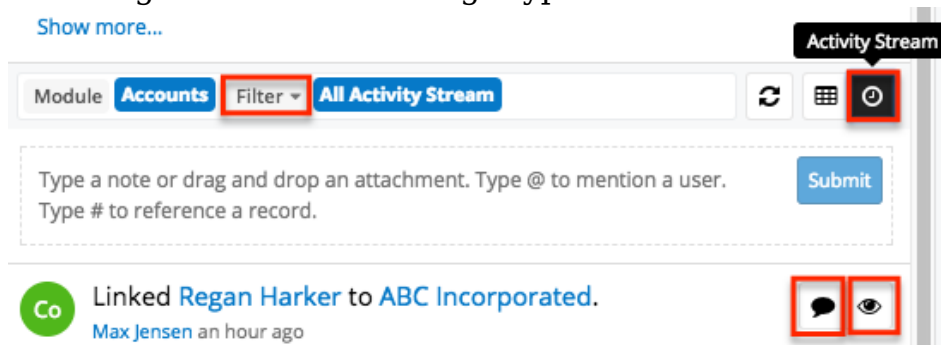 Show more...
Activity Stream
Module Accounts Filter All Activity Stream
Type a note or drag and drop an attachment. Type @ to mention a user.
Type # to reference a record.
Submit
Co
Linked Regan Harker to ABC Incorporated.
Max Jensen an hour ago